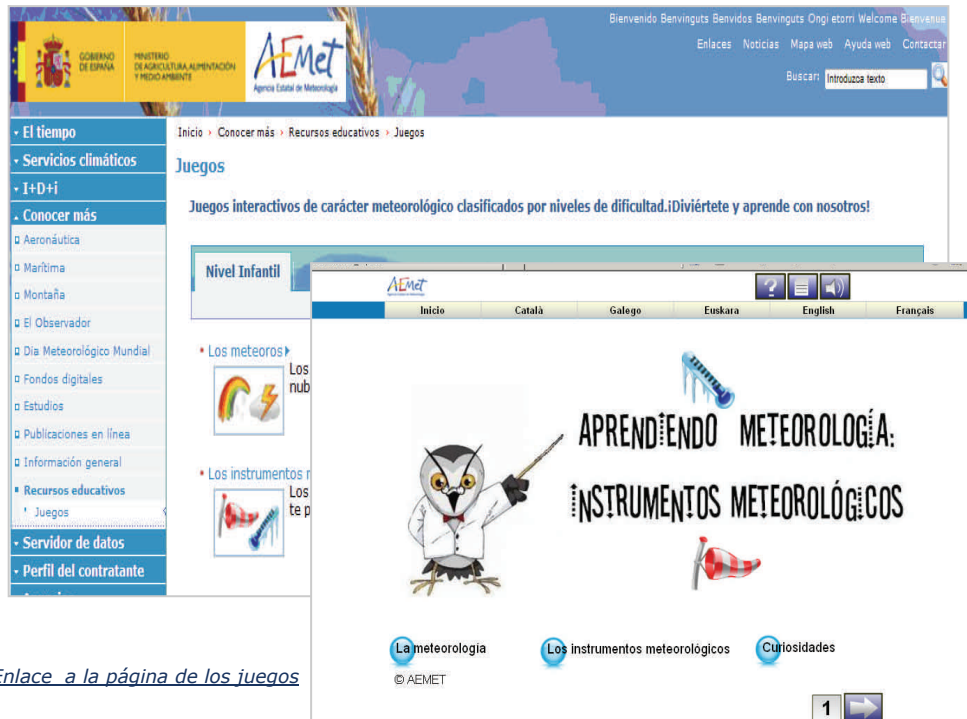 Bienvenido Benvinguts Benvidos Benvinguts Ongi etorri Welcome Bienvenue
GOBIERNO
DE ESPAÑA
MINISTERIO
DE AGRICULTURA, ALIMENTACIÓN
Y MEDIO AMBIENTE
AEMet
Agencia Estatal de Meteorología
Enlaces Noticias Mapa web Ayuda web Contactar
Buscar: Introduzca texto
El tiempo
Servicios climáticos
I+D+i
Conocer más
Aeronáutica
Marítima
Montaña
El Observador
Dia Meteorológico Mundial
Fondos digitales
Estudios
Publicaciones en línea
Información general
Recursos educativos
Juegos
Servidor de datos
Perfil del contratante
Inicio › Conocer más › Recursos educativos › Juegos
Juegos
Juegos interactivos de carácter meteorológico clasificados por niveles de dificultad.¡Diviértete y aprende con nosotros!
Nivel Infantil
Los meteoros
Los
nub
Los instrumentos
Los
te p
AEMet
?
Inicio Català Galego Euskara English Français
APRENDIENDO METEOROLOGÍA:
INSTRUMENTOS METEOROLÓGICOS
La meteorología Los instrumentos meteorológicos Curiosidades
© AEMET
1
Enlace a la página de los juegos